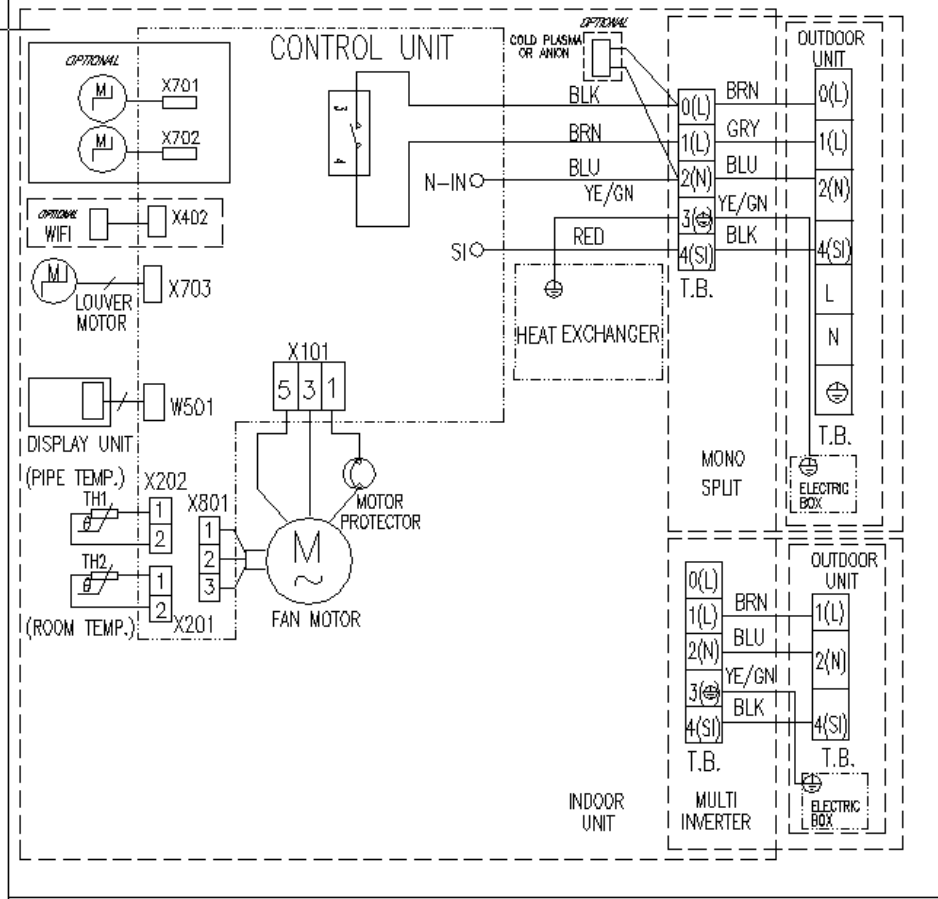 OPTIONAL
CONTROL UNIT
COLD PLASMA
OR ANION
OPTIONAL
OUTDOOR
UNIT
M
X701
M
X702
3
4
BLK
BRN
BLU
YE/GN
RED
N-IN
SI
0(L)
1(L)
2(N)
3(⏚)
4(SI)
T.B.
BRN
GRY
BLU
YE/GN
BLK
0(L)
1(L)
2(N)
4(SI)
L
N
T.B.
ELECTRIC
BOX
OPTIONAL
WIFI
X402
M
X703
LOUVER
MOTOR
HEAT EXCHANGER
X101
5 3 1
W501
DISPLAY UNIT
MONO
SPLIT
(PIPE TEMP.)
X202
TH1
θ
1
2
X801
1
2
3
MOTOR
PROTECTOR
M
~
FAN MOTOR
TH2
θ
1
2
X201
(ROOM TEMP.)
OUTDOOR
UNIT
0(L)
1(L)
2(N)
3(⏚)
4(SI)
T.B.
BRN
BLU
YE/GN
BLK
1(L)
2(N)
4(SI)
T.B.
ELECTRIC
BOX
INDOOR
UNIT
MULTI
INVERTER